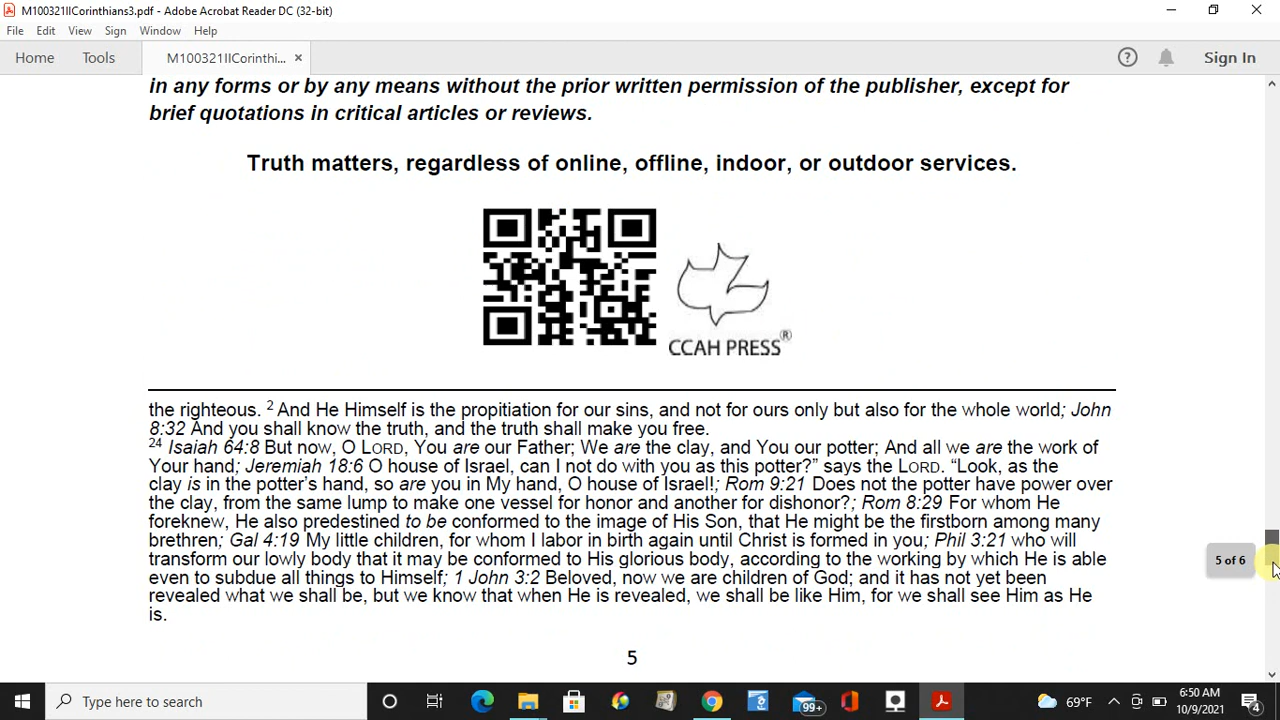 M100321IICorinthians3.pdf - Adobe Acrobat Reader DC (32-bit)
File Edit View Sign Window Help
Home Tools M100321IICorinthi... × ? Sign In
in any forms or by any means without the prior written permission of the publisher, except for
brief quotations in critical articles or reviews.
Truth matters, regardless of online, offline, indoor, or outdoor services.
CCAH PRESS®
the righteous. 2 And He Himself is the propitiation for our sins, and not for ours only but also for the whole world; John
8:32 And you shall know the truth, and the truth shall make you free.
24 Isaiah 64:8 But now, O LORD, You are our Father; We are the clay, and You our potter; And all we are the work of
Your hand; Jeremiah 18:6 O house of Israel, can I not do with you as this potter?” says the LORD. “Look, as the
clay is in the potter's hand, so are you in My hand, O house of Israel!; Rom 9:21 Does not the potter have power over
the clay, from the same lump to make one vessel for honor and another for dishonor?; Rom 8:29 For whom He
foreknew, He also predestined to be conformed to the image of His Son, that He might be the firstborn among many
brethren; Gal 4:19 My little children, for whom I labor in birth again until Christ is formed in you; Phil 3:21 who will
transform our lowly body that it may be conformed to His glorious body, according to the working by which He is able
even to subdue all things to Himself; 1 John 3:2 Beloved, now we are children of God; and it has not yet been
revealed what we shall be, but we know that when He is revealed, we shall be like Him, for we shall see Him as He
is.
5 of 6
5
Type here to search 99+ 69°F 6:50 AM
10/9/2021 4